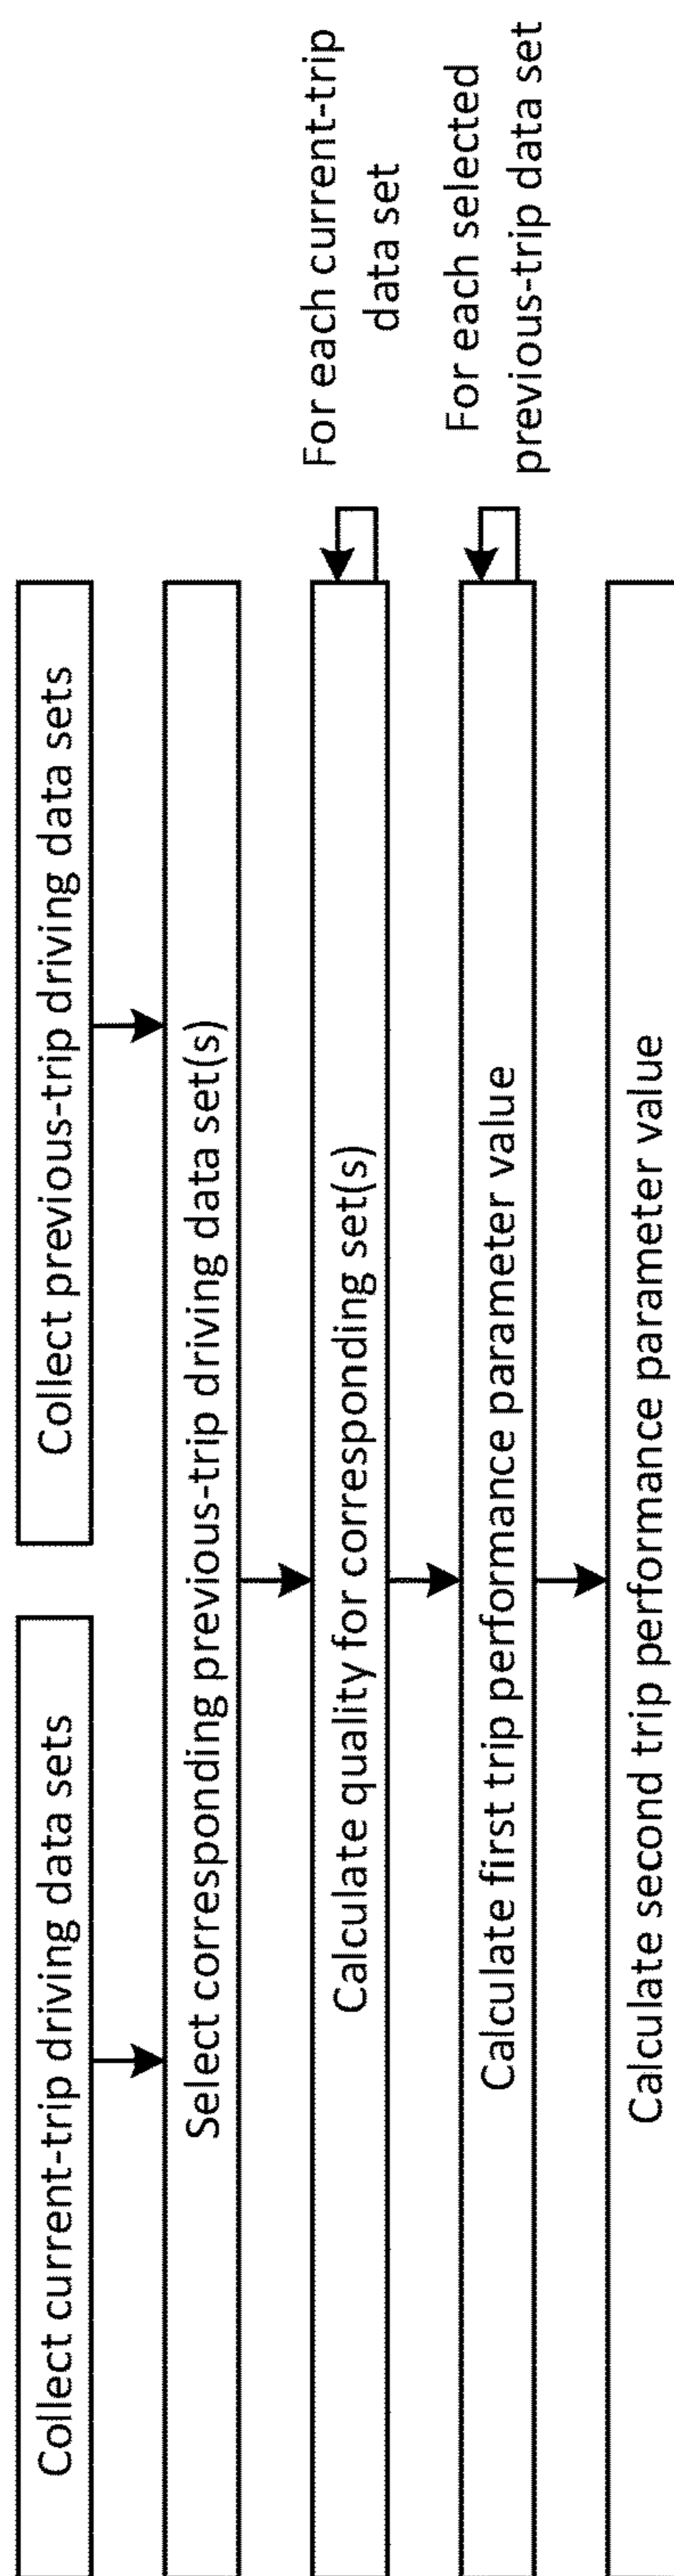 Collect current-trip driving data sets
Collect previous-trip driving data sets
Select corresponding previous-trip driving data set(s)
Calculate quality for corresponding set(s)
For each current-trip
data set
Calculate first trip performance parameter value
For each selected
previous-trip data set
Calculate second trip performance parameter value